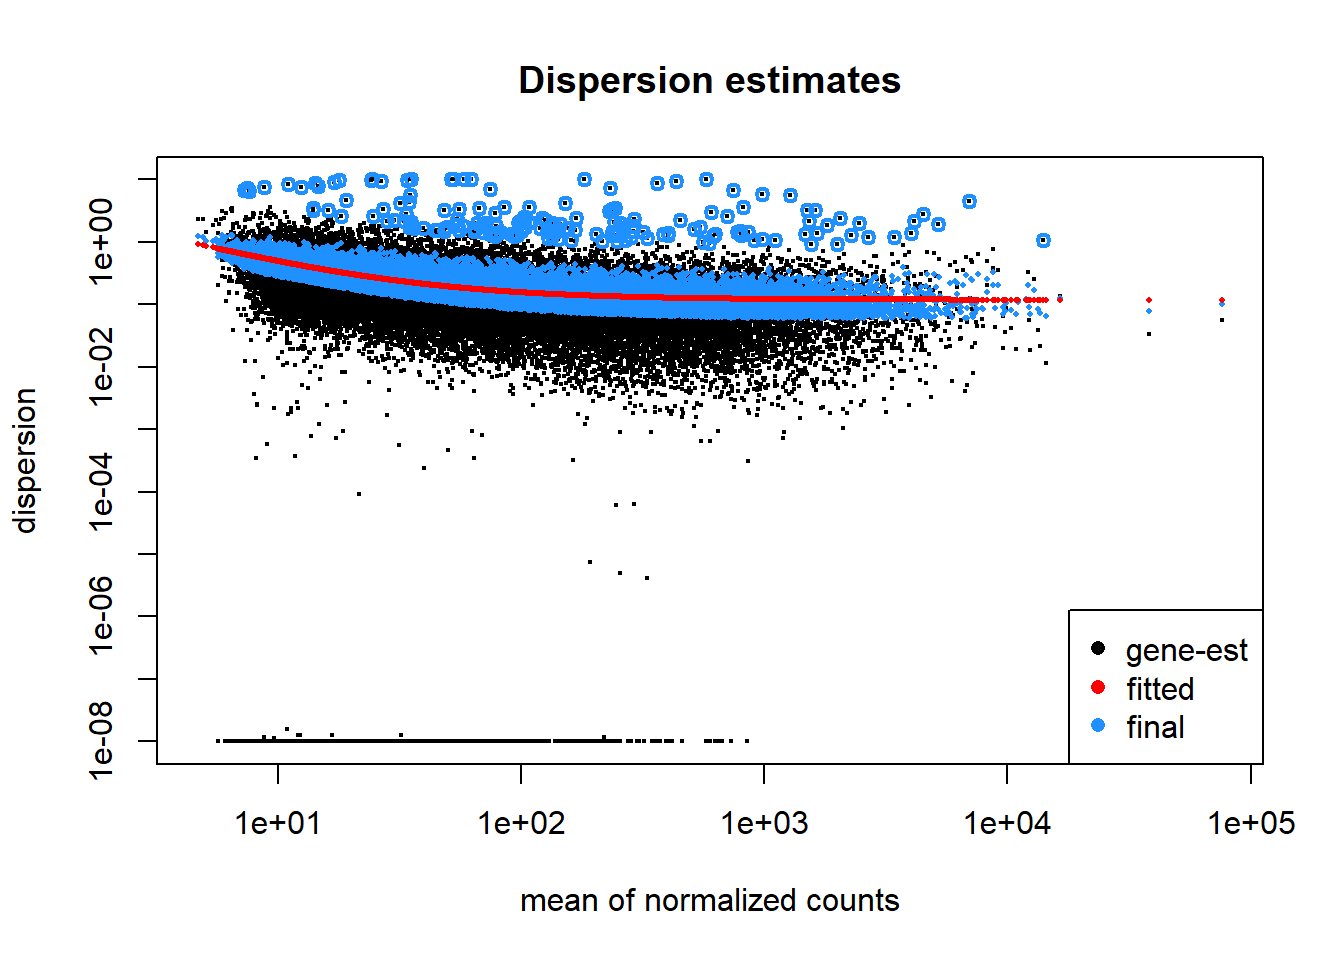 Dispersion estimates
dispersion
1e+00
1e-02
1e-04
1e-06
1e-08
gene-est
fitted
final
1e+01
1e+02
1e+03
1e+04
1e+05
mean of normalized counts